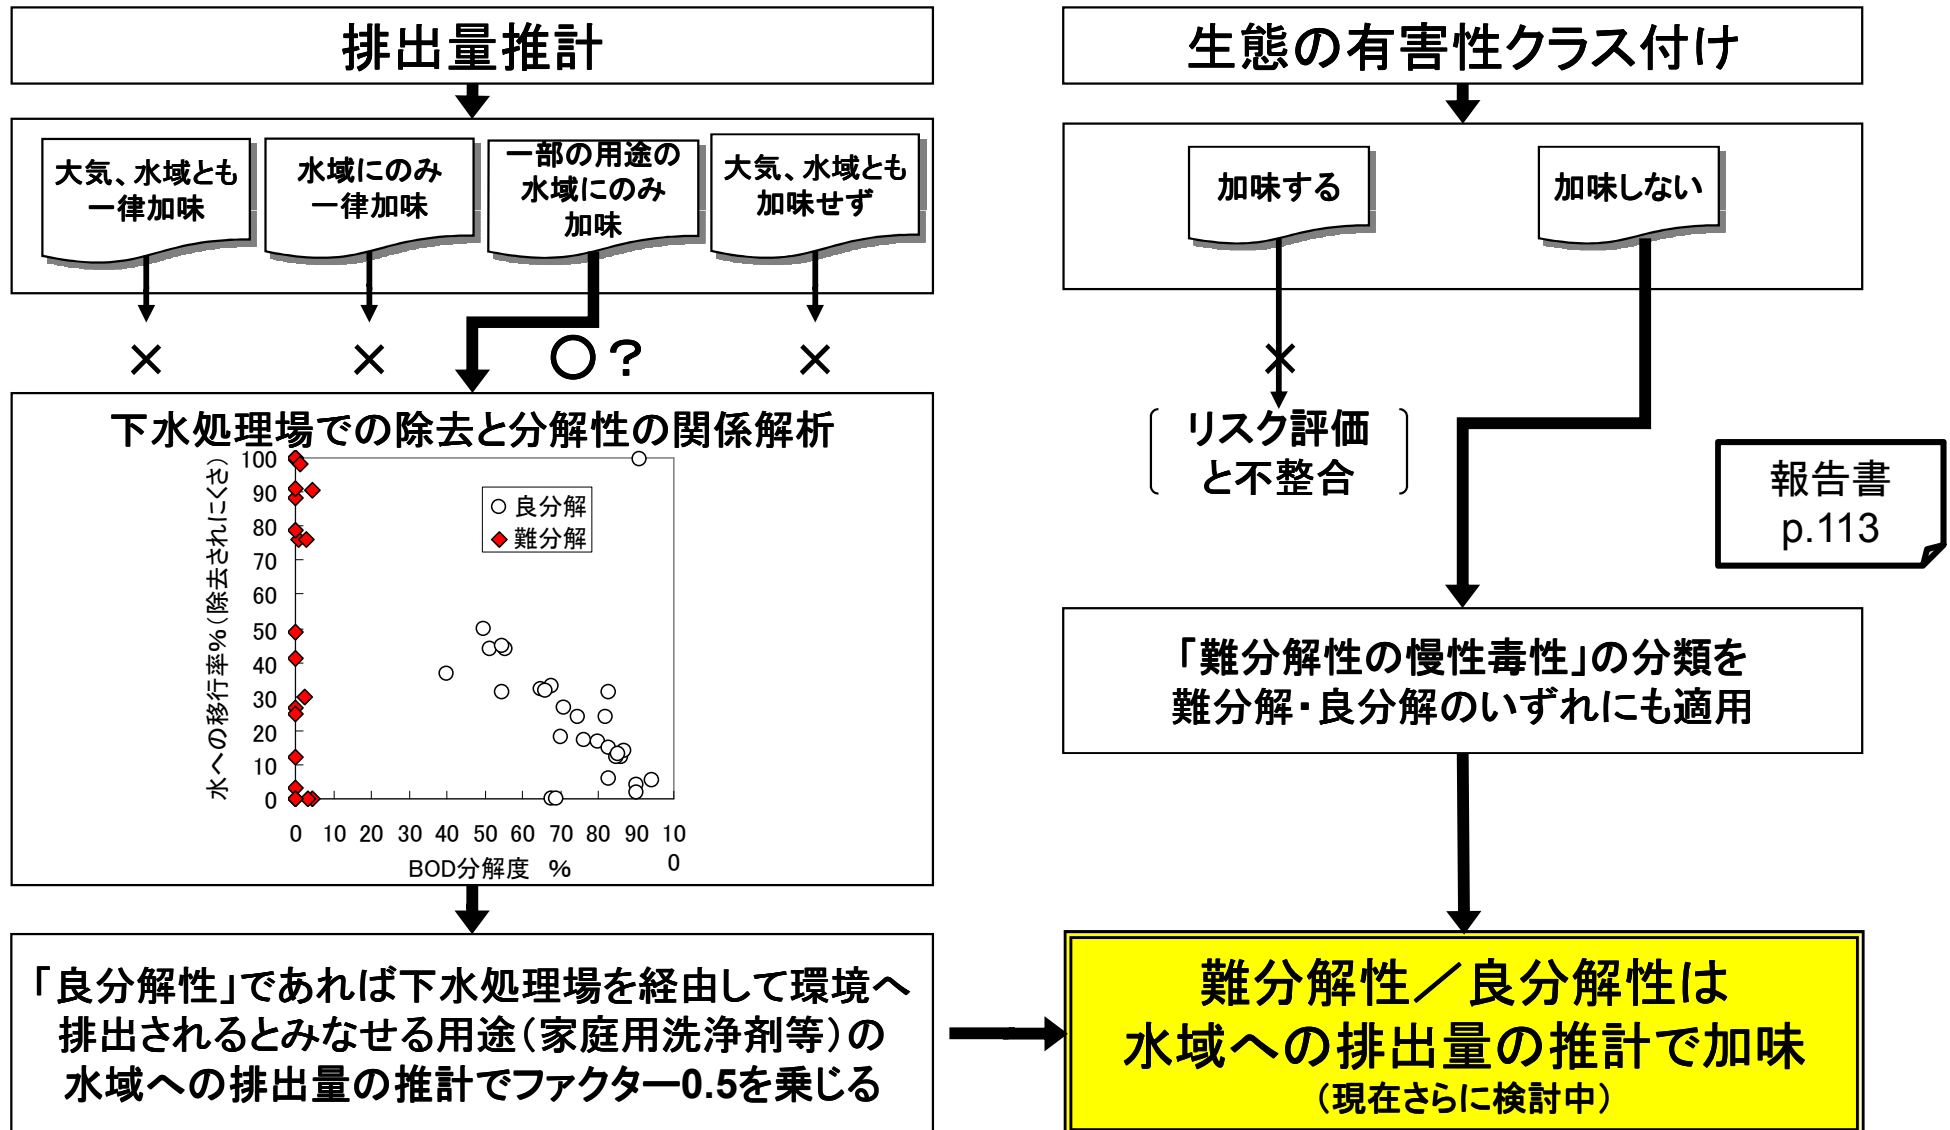 排出量推計
大気、水域とも
一律加味
水域にのみ
一律加味
一部の用途の
水域にのみ
加味
大気、水域とも
加味せず
×
×
○?
×
下水処理場での除去と分解性の関係解析
水への移行率%(除去されにくさ)
100
90
80
70
60
50
40
30
20
10
0
○良分解
◆難分解
0 10 20 30 40 50 60 70 80 90 10
0
BOD分解度 %
「良分解性」であれば下水処理場を経由して環境へ
排出されるとみなせる用途(家庭用洗浄剤等)の
水域への排出量の推計でファクター0.5を乗じる
生態の有害性クラス付け
加味する
加味しない
×
リスク評価
と不整合
報告書
p.113
「難分解性の慢性毒性」の分類を
難分解・良分解のいずれにも適用
難分解性/良分解性は
水域への排出量の推計で加味
(現在さらに検討中)